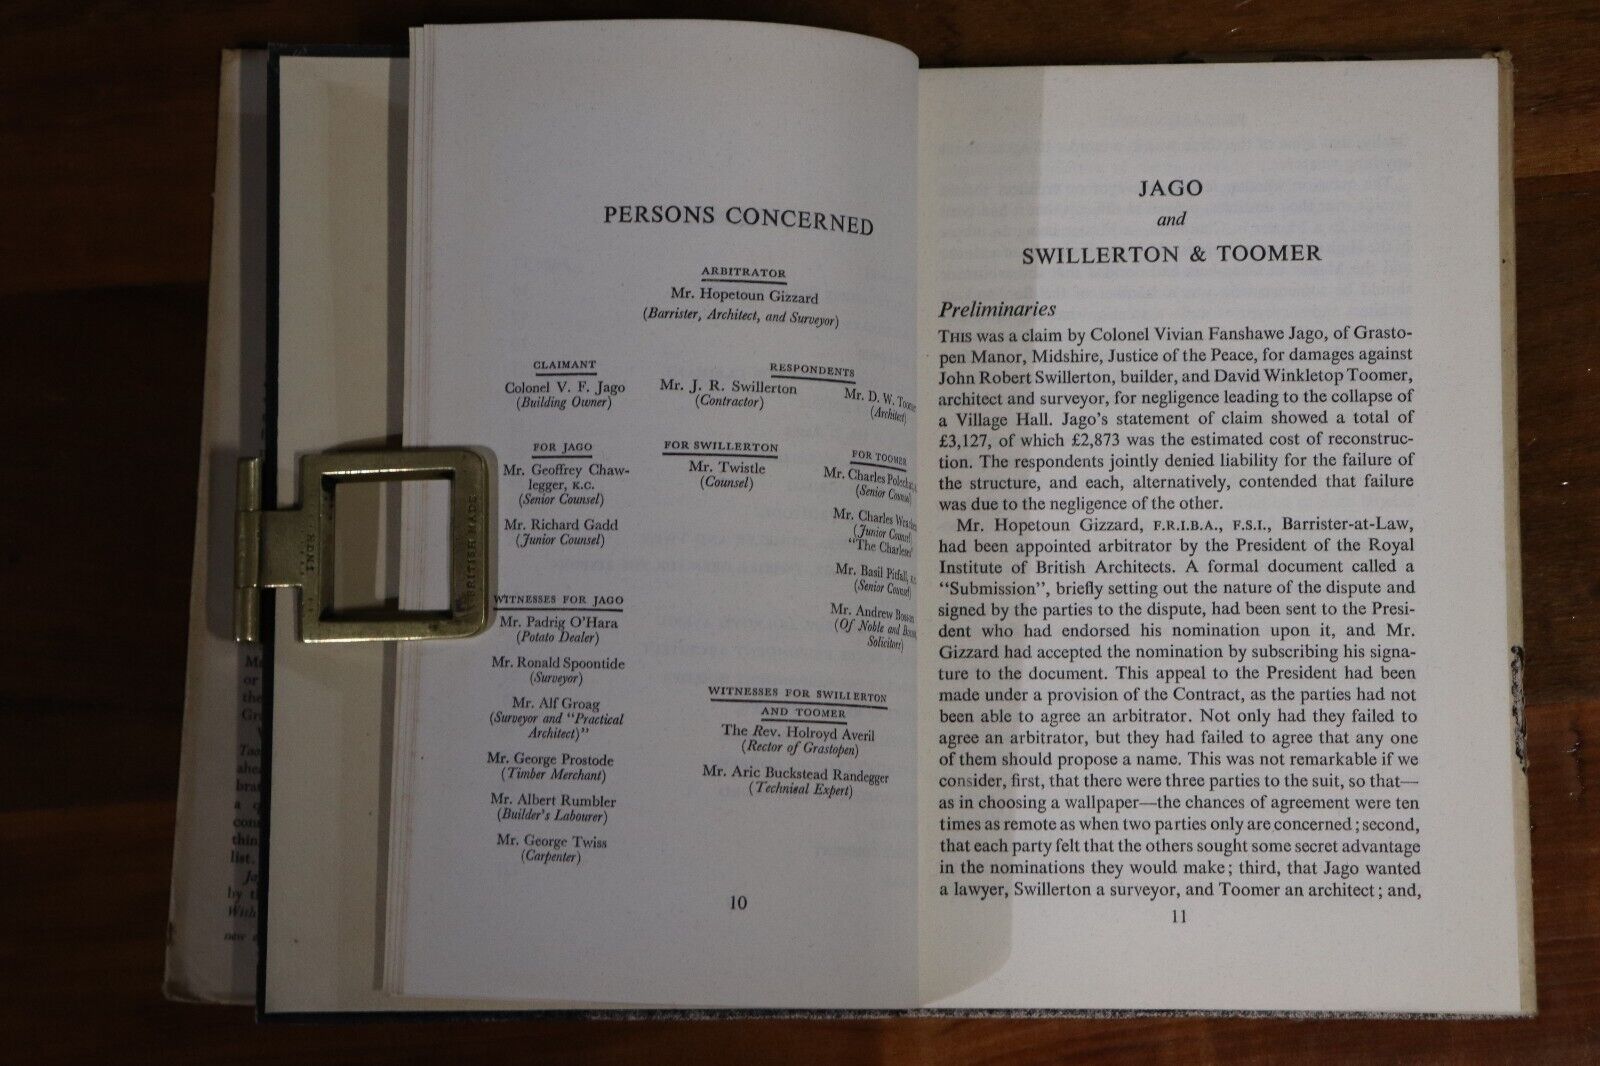 PERSONS CONCERNED
ARBITRATOR
Mr. Hopetoun Gizzard
(Barrister, Architect, and Surveyor)
CLAIMANT
Colonel V. F. Jago
(Building Owner)
RESPONDENTS
Mr. J. R. Swillerton
(Contractor)
Mr. D. W.
(Architect)
FOR JAGO
Mr. Geoffrey Chaw-
legger, K.C.
(Senior Counsel)
Mr. Richard Gadd
(Junior Counsel)
FOR SWILLERTON
Mr. Twistle
(Counsel)
FOR TOOMER
Mr. Charles
(Senior Counsel)
Mr. Charles
(Junior Counsel)
"The
Mr. Basil Pitfall,
(Senior Counsel)
Mr. Andrew
(Of Noble and
Solicitors)
WITNESSES FOR JAGO
Mr. Padrig O'Hara
(Potato Dealer)
Mr. Ronald Spoontide
(Surveyor)
Mr. Alf Groag
(Surveyor and "Practical
Architect)"
Mr. George Prostode
(Timber Merchant)
Mr. Albert Rumbler
(Builder's Labourer)
Mr. George Twiss
(Carpenter)
WITNESSES FOR SWILLERTON
AND TOOMER
The Rev. Holroyd Averil
(Rector of Grastopen)
Mr. Aric Buckstead Randegger
(Technical Expert)
10
BRITISH MADE
JAGO
and
SWILLERTON & TOOMER
Preliminaries
THIS was a claim by Colonel Vivian Fanshawe Jago, of Grasto-
pen Manor, Midshire, Justice of the Peace, for damages against
John Robert Swillerton, builder, and David Winkletop Toomer,
architect and surveyor, for negligence leading to the collapse of
a Village Hall. Jago's statement of claim showed a total of
£3,127, of which £2,873 was the estimated cost of reconstruc-
tion. The respondents jointly denied liability for the failure of
the structure, and each, alternatively, contended that failure
was due to the negligence of the other.
Mr. Hopetoun Gizzard, F.R.I.B.A., F.S.I., Barrister-at-Law,
had been appointed arbitrator by the President of the Royal
Institute of British Architects. A formal document called a
"Submission", briefly setting out the nature of the dispute and
signed by the parties to the dispute, had been sent to the Presi-
dent who had endorsed his nomination upon it, and Mr.
Gizzard had accepted the nomination by subscribing his signa-
ture to the document. This appeal to the President had been
made under a provision of the Contract, as the parties had not
been able to agree an arbitrator. Not only had they failed to
agree an arbitrator, but they had failed to agree that any one
of them should propose a name. This was not remarkable if we
consider, first, that there were three parties to the suit, so that—
as in choosing a wallpaper—the chances of agreement were ten
times as remote as when two parties only are concerned; second,
that each party felt that the others sought some secret advantage
in the nominations they would make; third, that Jago wanted
a lawyer, Swillerton a surveyor, and Toomer an architect; and,
11